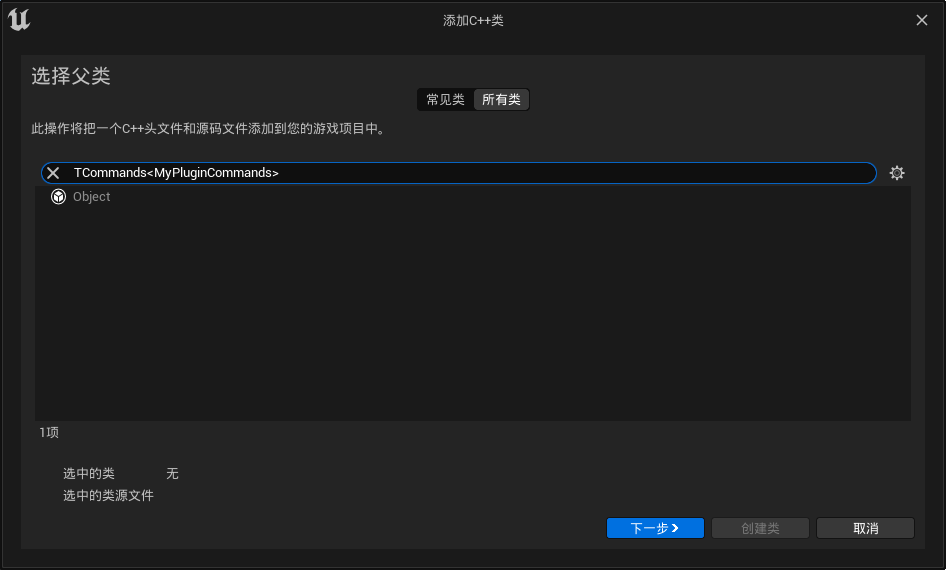 添加C++类
选择父类
常见类 所有类
此操作将把一个C++头文件和源码文件添加到您的游戏项目中。
TCommands<MyPluginCommands>
Object
1项
选中的类 无
选中的类源文件
下一步 创建类 取消